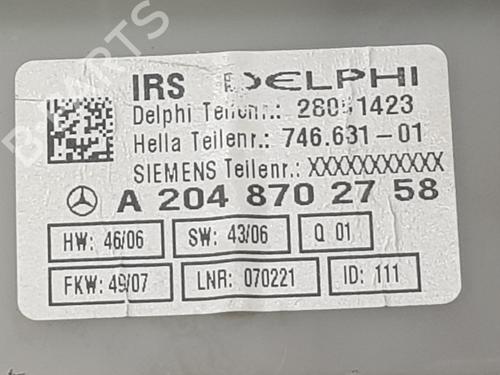 IRS DELPHI
Delphi Teilenr.: 28051423
Hella Teilenr.: 746.631-01
SIEMENS Teilenr.: XXXXXXXXXXX
A 204 870 27 58
HW: 46/06 SW: 43/06 Q 01
FKW: 49/07 LNR: 070221 ID: 111